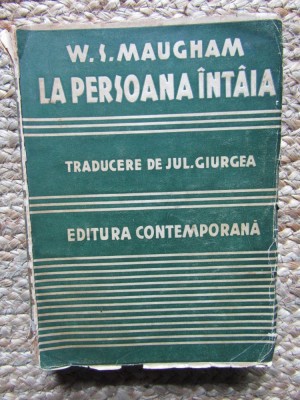 W. S. MAUGHAM
LA PERSOANA ÎNTÂIA
TRADUCERE DE JUL. GIURGEA
EDITURA CONTEMPORANĂ